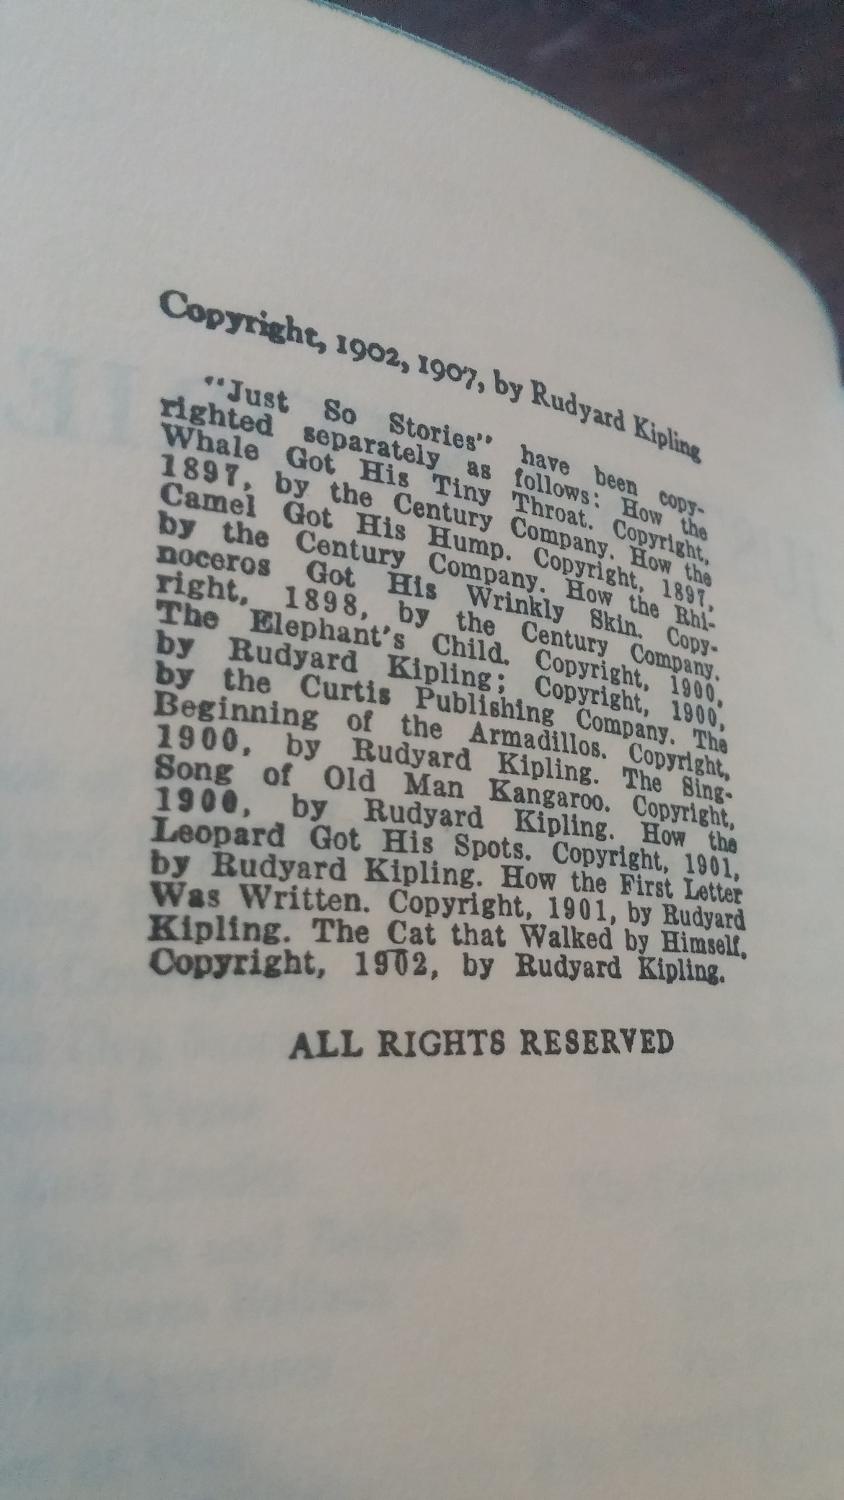 Copyright, 1902, 1907, by Rudyard Kipling
"Just So Stories" have been copy-
righted separately as follows: How the
Whale Got His Tiny Throat. Copyright,
1897, by the Century Company. How the
Camel Got His Hump. Copyright, 1897,
by the Century Company. How the Rhi-
noceros Got His Wrinkly Skin. Copy-
right, 1898, by the Century Company.
The Elephant's Child. Copyright, 1900,
by Rudyard Kipling; Copyright, 1900,
by the Curtis Publishing Company. The
Beginning of the Armadillos. Copyright,
1900, by Rudyard Kipling. The Sing-
Song of Old Man Kangaroo. Copyright,
1900, by Rudyard Kipling. How the
Leopard Got His Spots. Copyright, 1901,
by Rudyard Kipling. How the First Letter
Was Written. Copyright, 1901, by Rudyard
Kipling. The Cat that Walked by Himself.
Copyright, 1902, by Rudyard Kipling.
ALL RIGHTS RESERVED